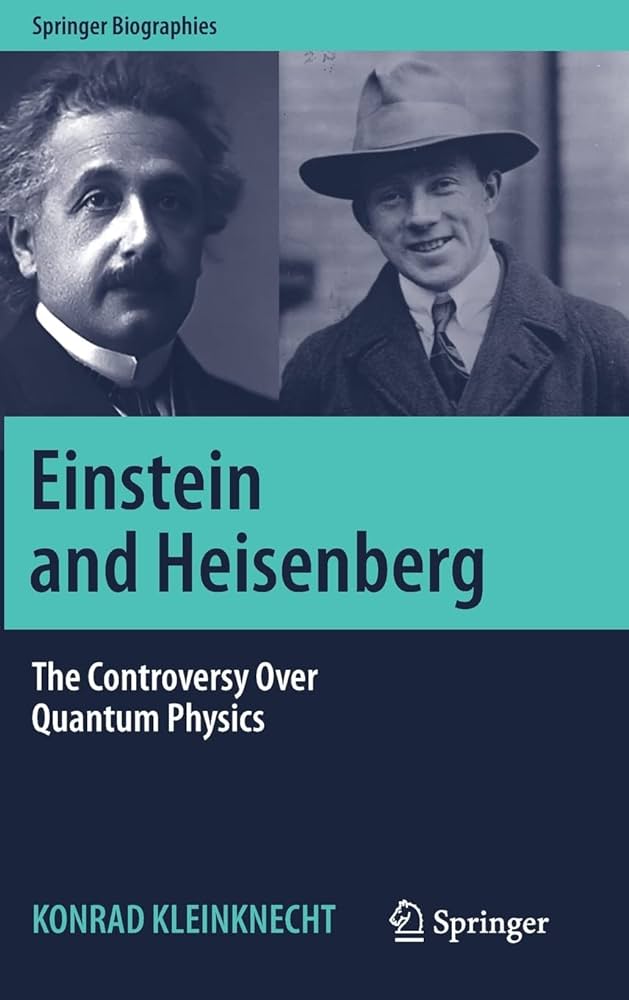 Springer Biographies
Einstein
and Heisenberg
The Controversy Over
Quantum Physics
KONRAD KLEINKNECHT
Springer